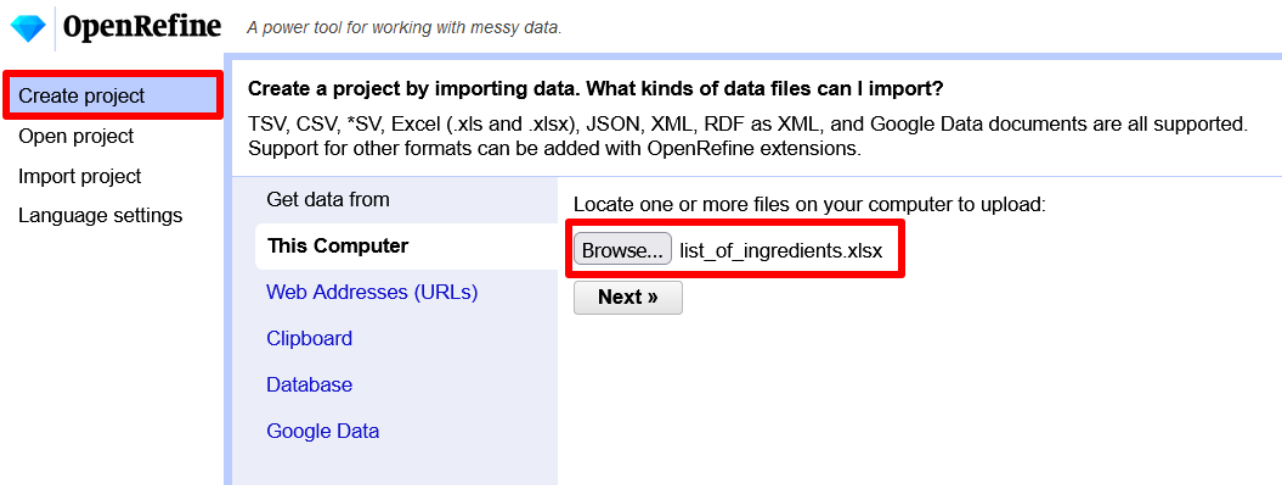 OpenRefine A power tool for working with messy data.
Create project
Open project
Import project
Language settings
Create a project by importing data. What kinds of data files can I import?
TSV, CSV, *SV, Excel (.xls and .xlsx), JSON, XML, RDF as XML, and Google Data documents are all supported.
Support for other formats can be added with OpenRefine extensions.
Get data from
This Computer
Web Addresses (URLs)
Clipboard
Database
Google Data
Locate one or more files on your computer to upload:
Browse... list_of_ingredients.xlsx
Next »